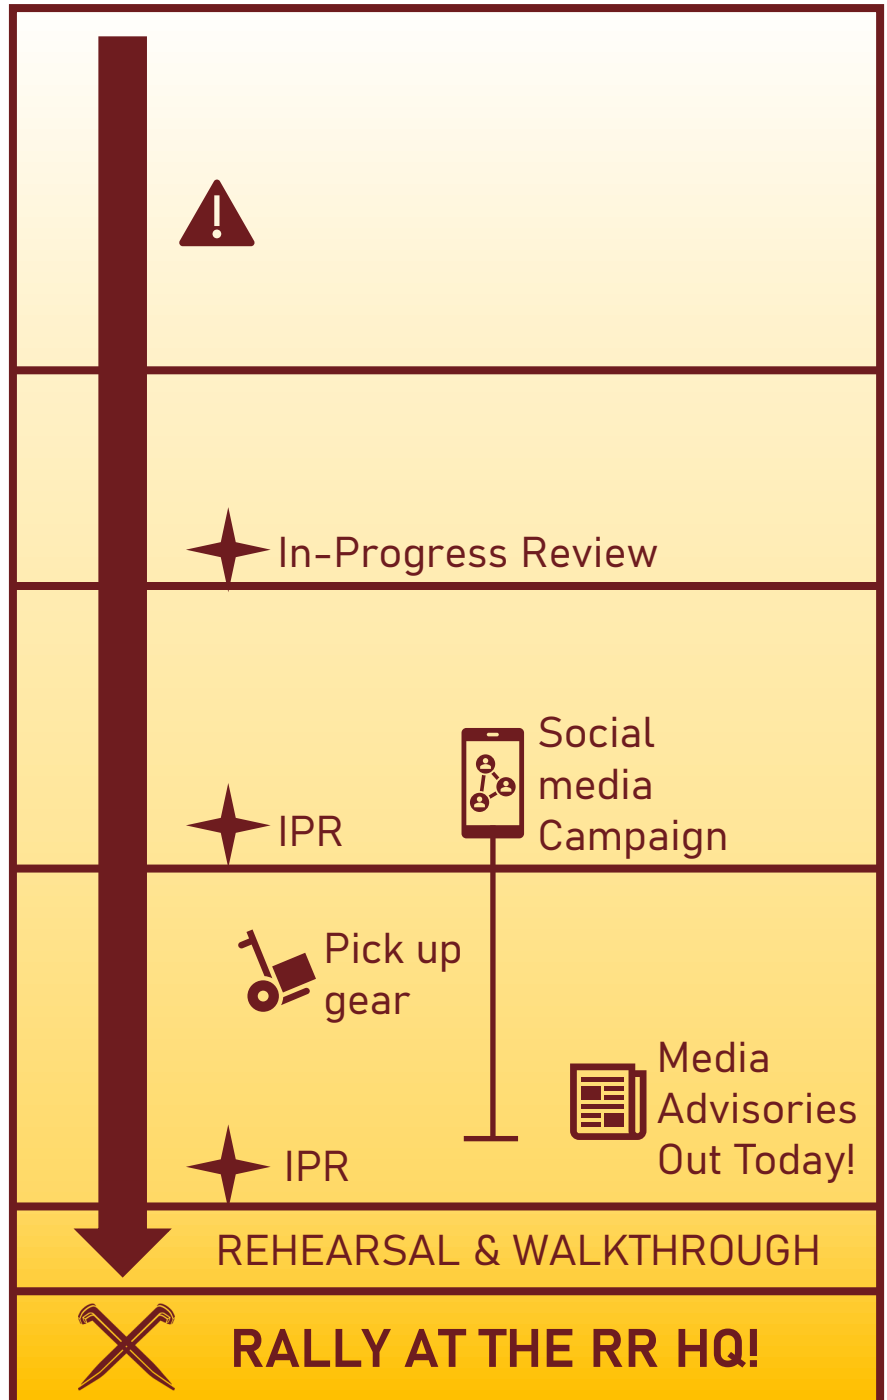 In-Progress Review
Social
media
Campaign
IPR
Pick up
gear
Media
Advisories
Out Today!
IPR
REHEARSAL & WALKTHROUGH
RALLY AT THE RR HQ!